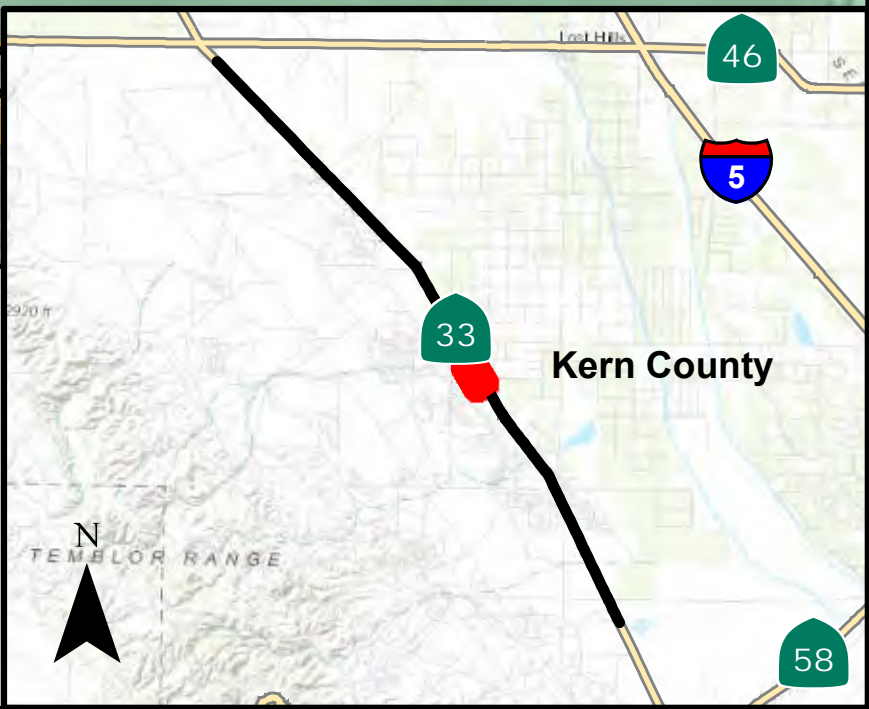 Lost Hills
46
S E
5
2920 ft
33
Kern County
N
TEMBLOR RANGE
58